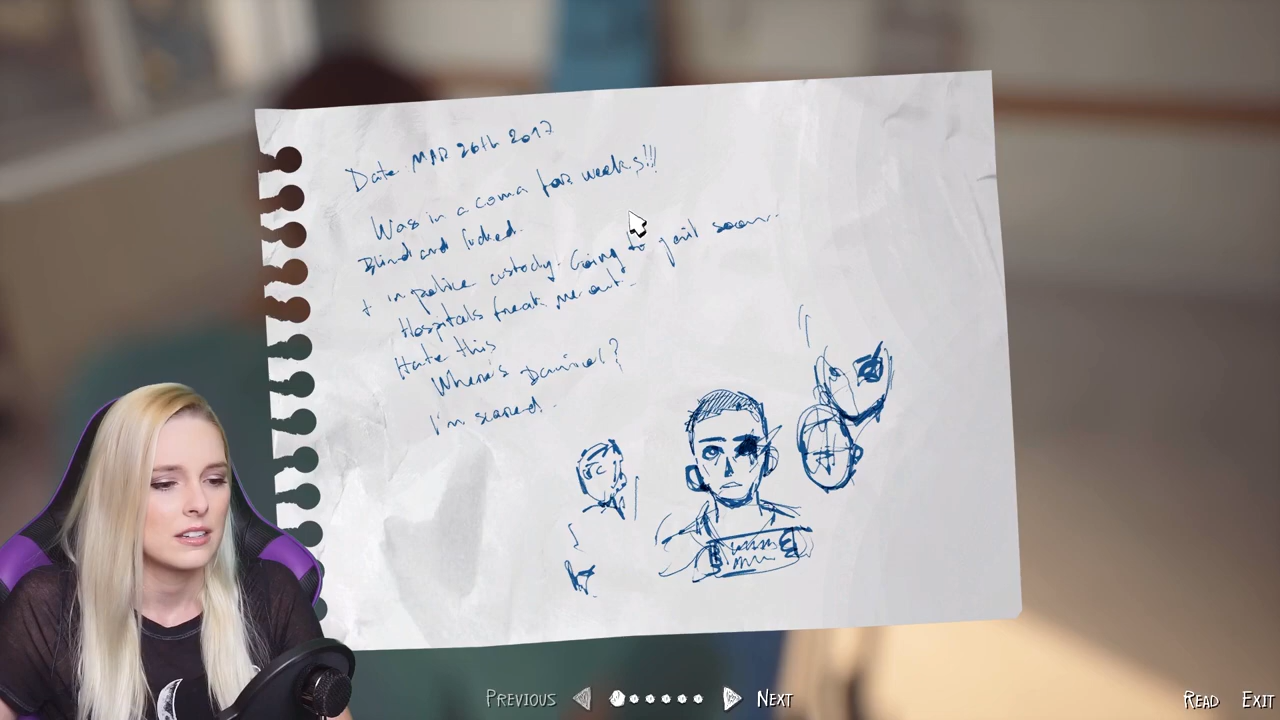 Date MAR 26th 2017
Was in a coma for weeks!!!
Blind and fucked.
+ in police custody. Going to jail soon.
Hospitals freak me out.
Hate this
Where's Daniel?
I'm scared.
PREVIOUS NEXT
READ EXIT